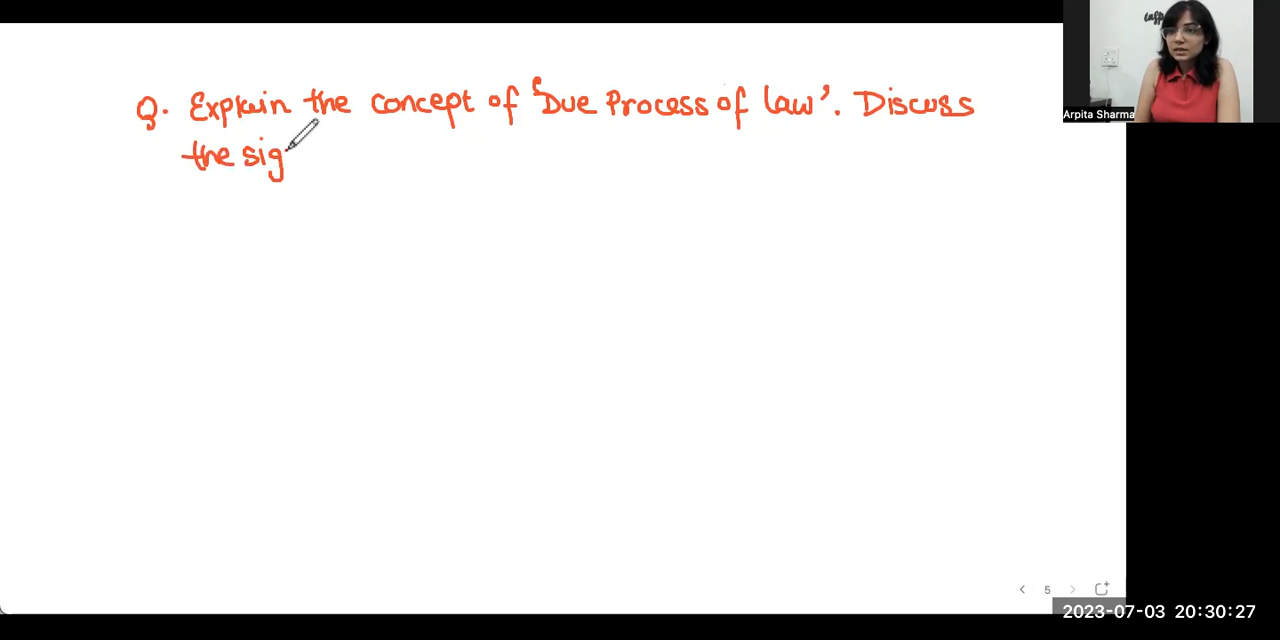 Q. Explain the concept of 'Due Process of law'. Discuss
the sig
Arpita Sharma
5
2023-07-03 20:30:27